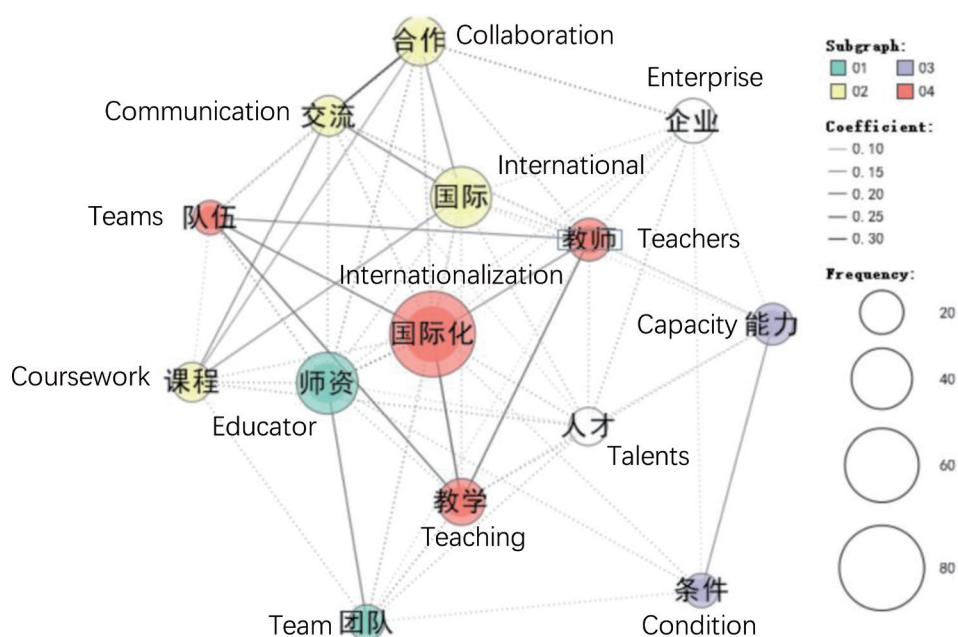 合作 Collaboration
Enterprise
Communication 交流
企业
International
国际
Teams 队伍
教师 Teachers
Internationalization
国际化
Capacity 能力
Coursework 课程
师资
Educator
人才
Talents
教学
Teaching
条件
Team 团队
Condition
Subgraph:
01 03
02 04
Coefficient:
0.10
0.15
0.20
0.25
0.30
Frequency:
20
40
60
80